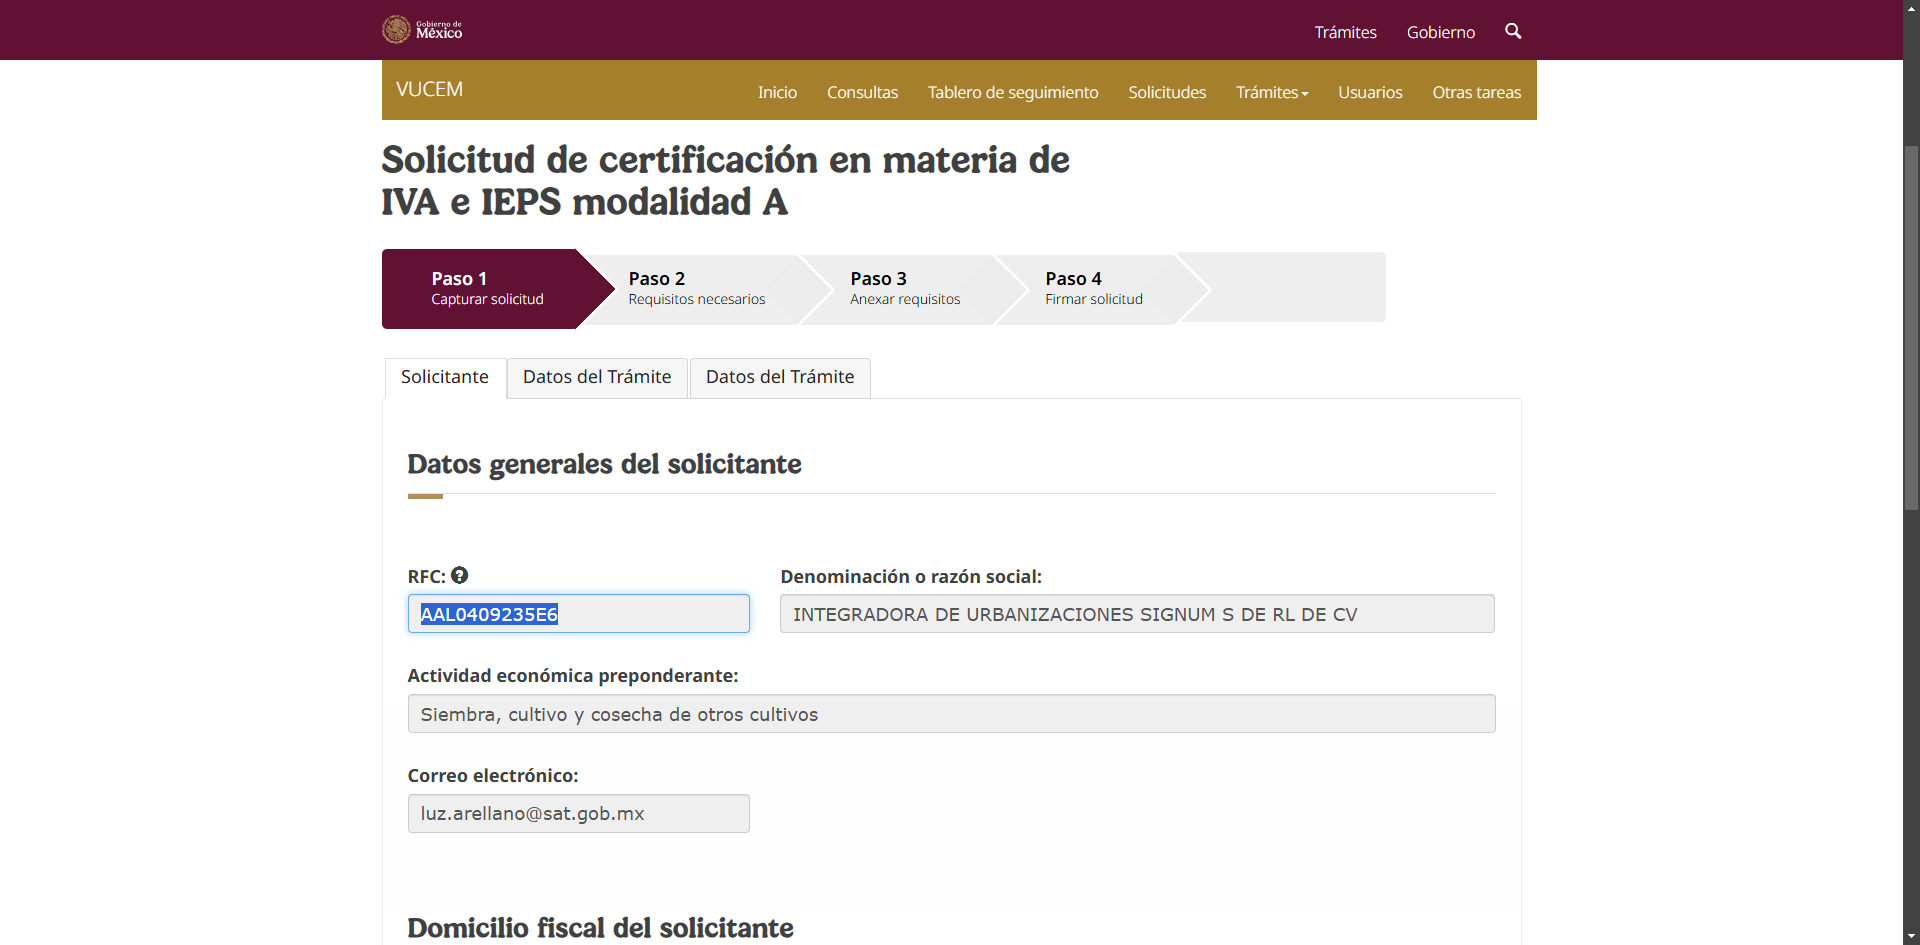 Gobierno de
México
Trámites
Gobierno
VUCEM
Inicio
Consultas
Tablero de seguimiento
Solicitudes
Trámites
Usuarios
Otras tareas
Solicitud de certificación en materia de
IVA e IEPS modalidad A
Paso 1
Capturar solicitud
Paso 2
Requisitos necesarios
Paso 3
Anexar requisitos
Paso 4
Firmar solicitud
Solicitante
Datos del Trámite
Datos del Trámite
Datos generales del solicitante
RFC: ?
AAL0409235E6
Denominación o razón social:
INTEGRADORA DE URBANIZACIONES SIGNUM S DE RL DE CV
Actividad económica preponderante:
Siembra, cultivo y cosecha de otros cultivos
Correo electrónico:
luz.arellano@sat.gob.mx
Domicilio fiscal del solicitante